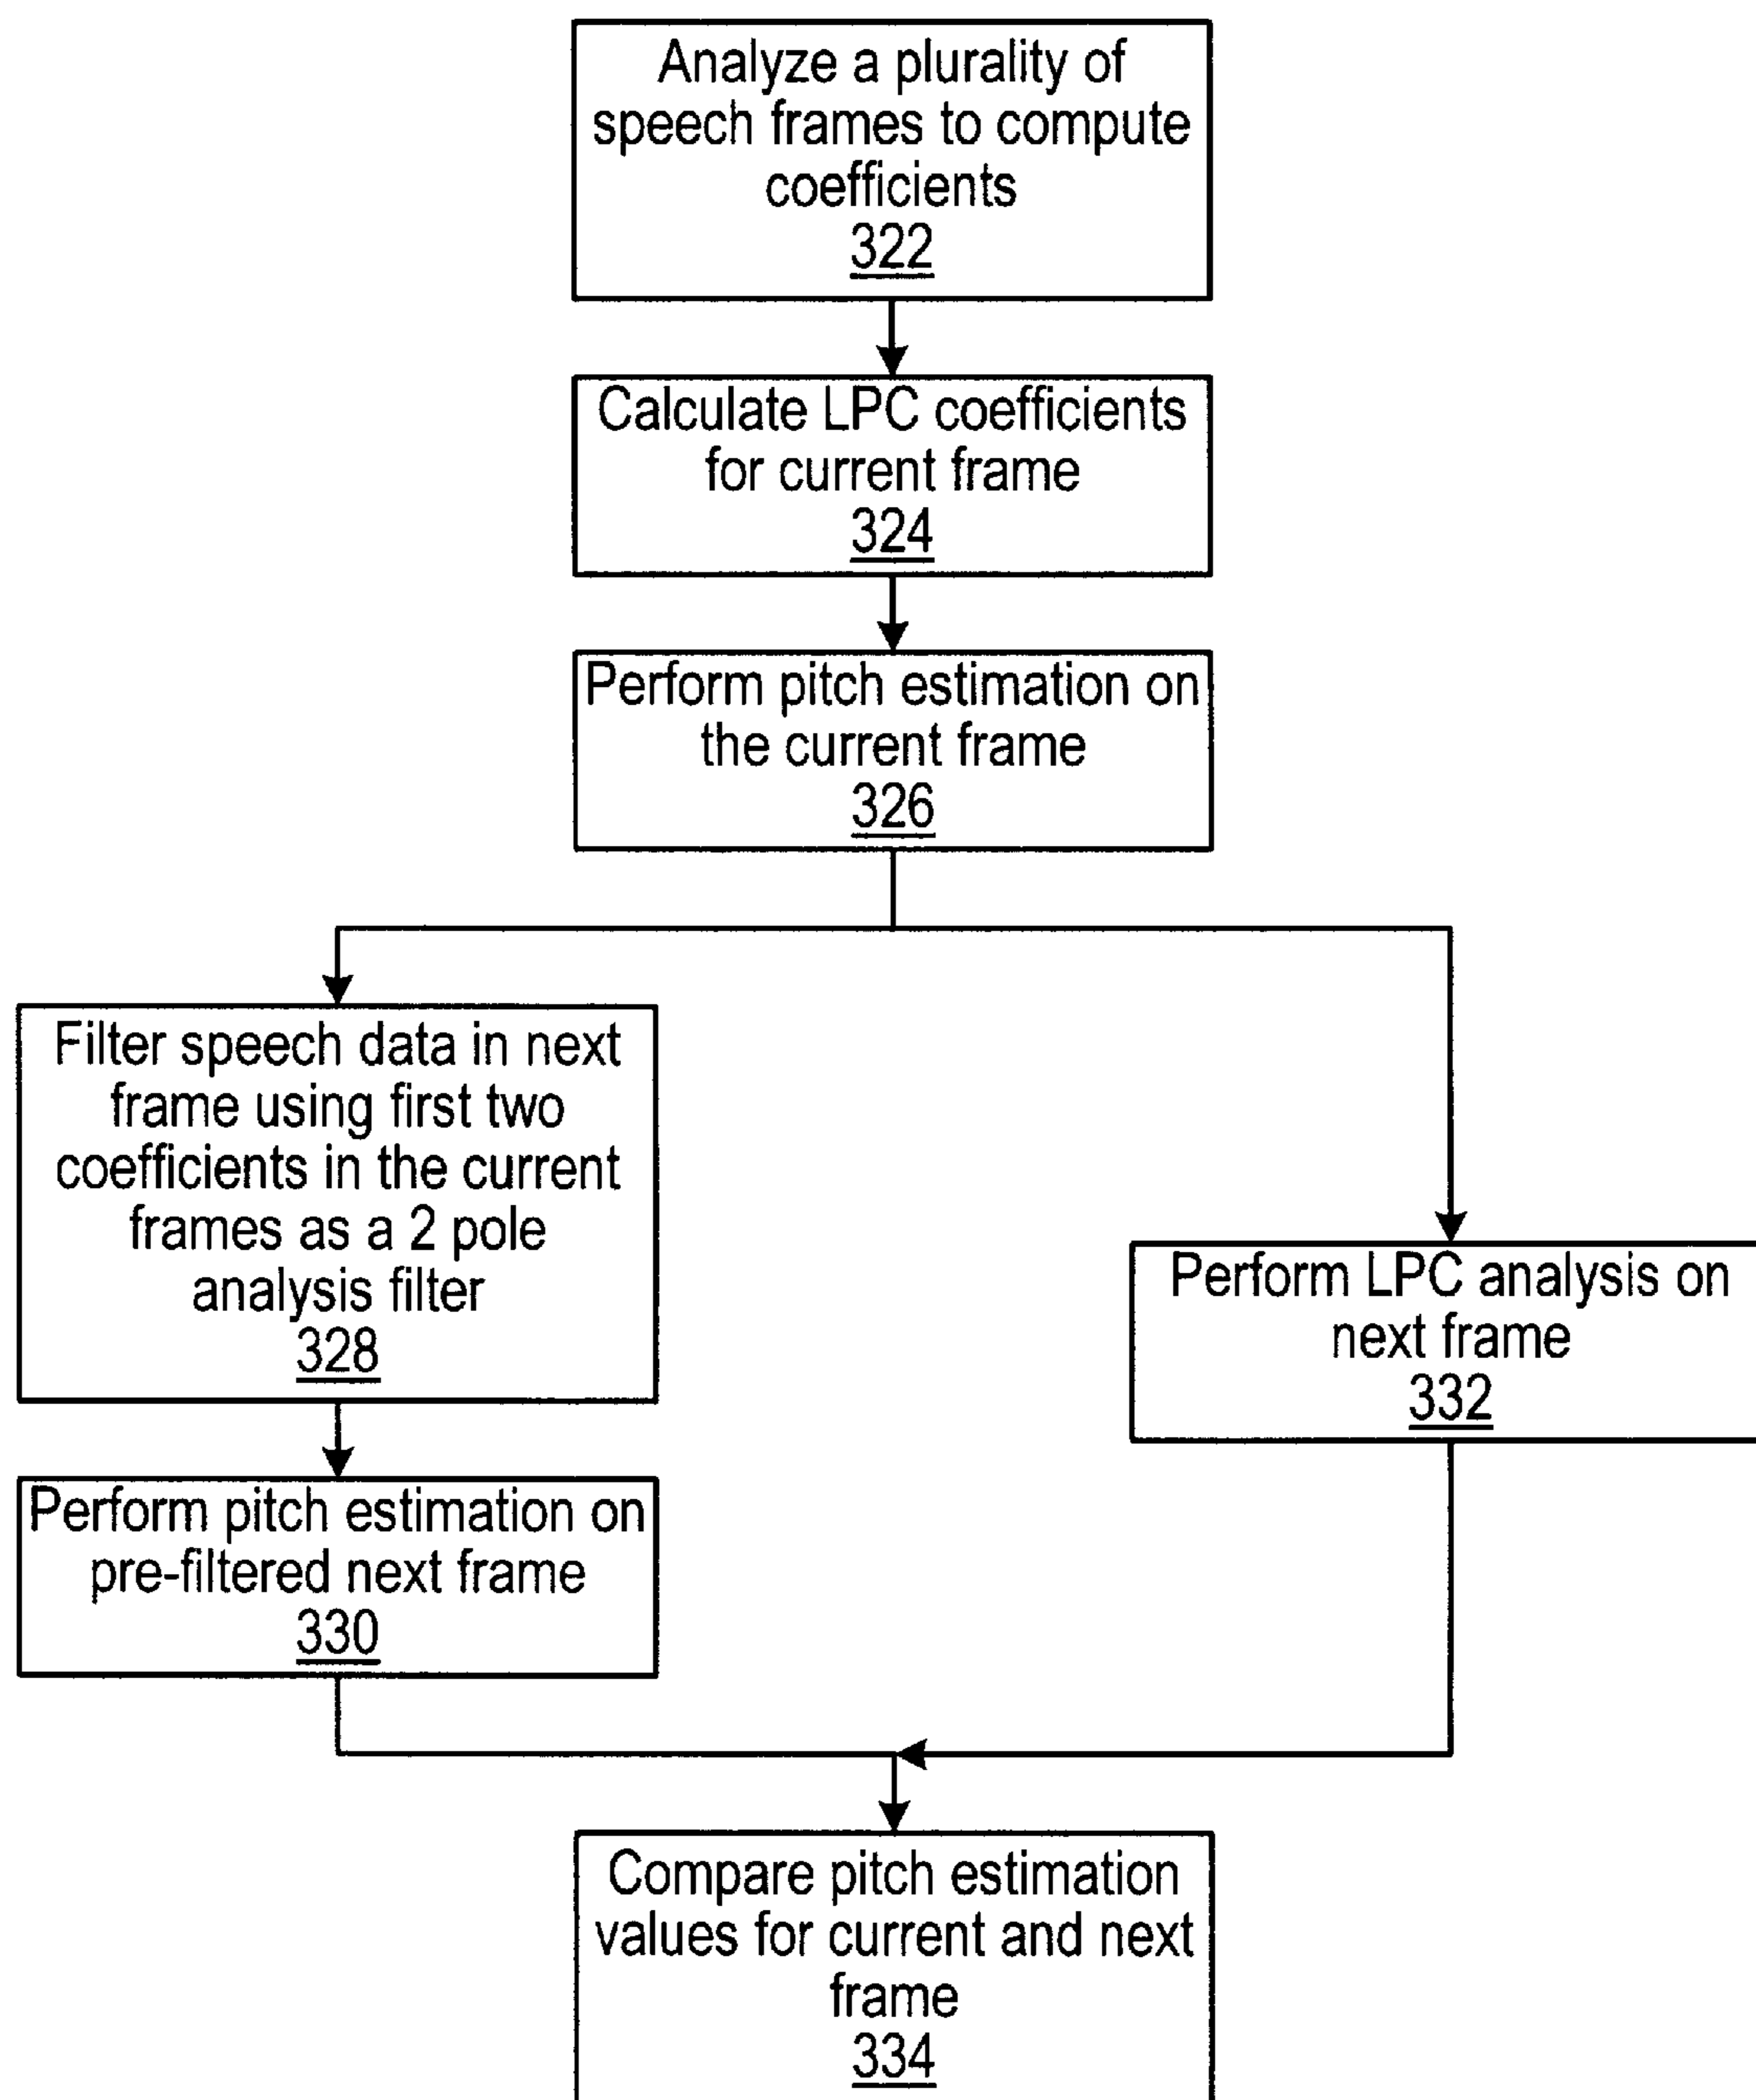 Analyze a plurality of
speech frames to compute
coefficients
322
Calculate LPC coefficients
for current frame
324
Perform pitch estimation on
the current frame
326
Filter speech data in next
frame using first two
coefficients in the current
frames as a 2 pole
analysis filter
328
Perform pitch estimation on
pre-filtered next frame
330
Perform LPC analysis on
next frame
332
Compare pitch estimation
values for current and next
frame
334